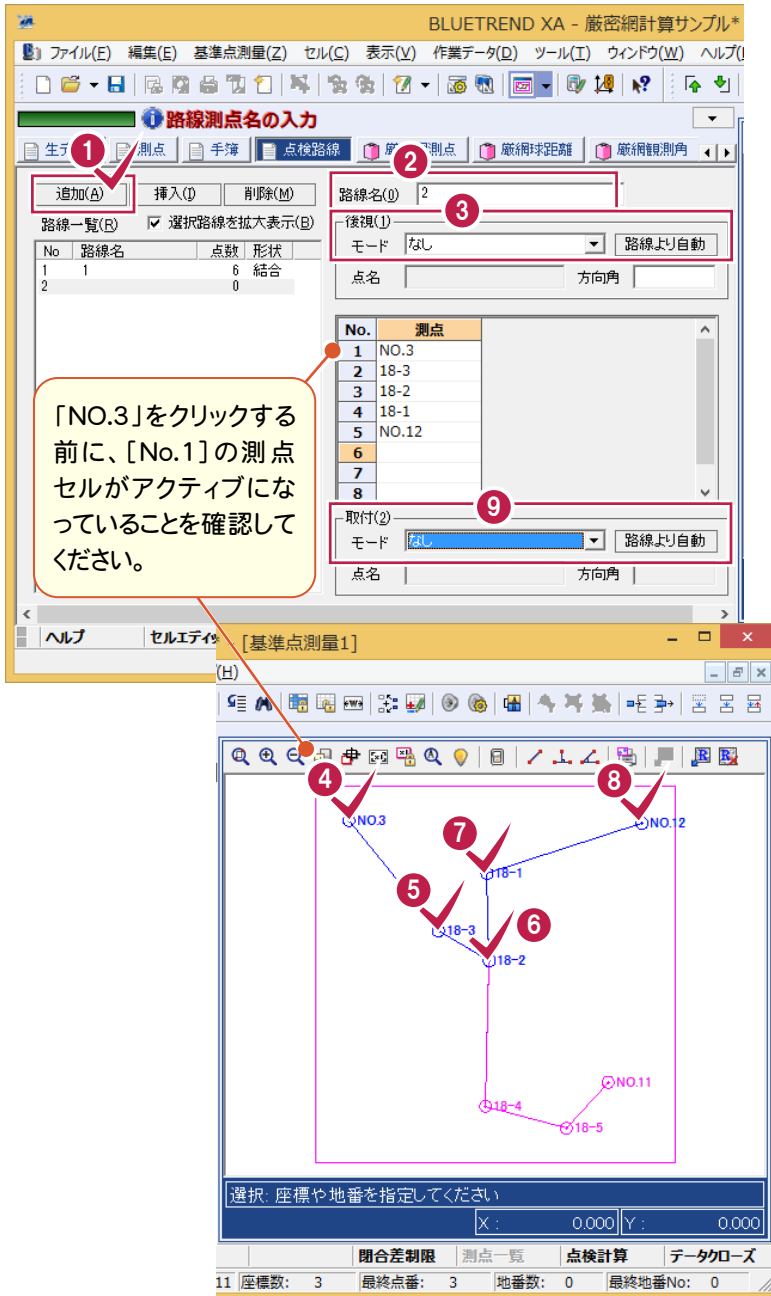 BLUETREND XA - 厳密網計算サンプル*
ファイル(F) 編集(E) 基準点測量(Z) セル(C) 表示(V) 作業データ(D) ツール(T) ウィンドウ(W) ヘルプ(
路線測点名の入力
生デ 測点 手簿 点検路線 測点 厳網球距離 厳網観測角
1
2
追加(A) 挿入(I) 削除(M)
路線名(0) 2
3
路線一覧(R) 選択路線を拡大表示(B)
後視(1)
モード なし 路線より自動
No 路線名 点数 形状
1 1 6 結合
2 0
点名 方向角
No. 測点
1 NO.3
2 18-3
3 18-2
4 18-1
5 NO.12
6
7
8
「NO.3」をクリックする
前に、[No.1]の測点
セルがアクティブにな
っていることを確認して
ください。
9
取付(2)
モード なし 路線より自動
点名 方向角
ヘルプ セルエディ
[基準点測量1]
(H)
4
8
NO.3
NO.12
7
18-1
5
18-3
6
18-2
NO.11
18-4
18-5
選択: 座標や地番を指定してください
X : 0.000 Y : 0.000
閉合差制限 測点一覧 点検計算 データクローズ
11 座標数: 3 最終点番: 3 地番数: 0 最終地番No: 0